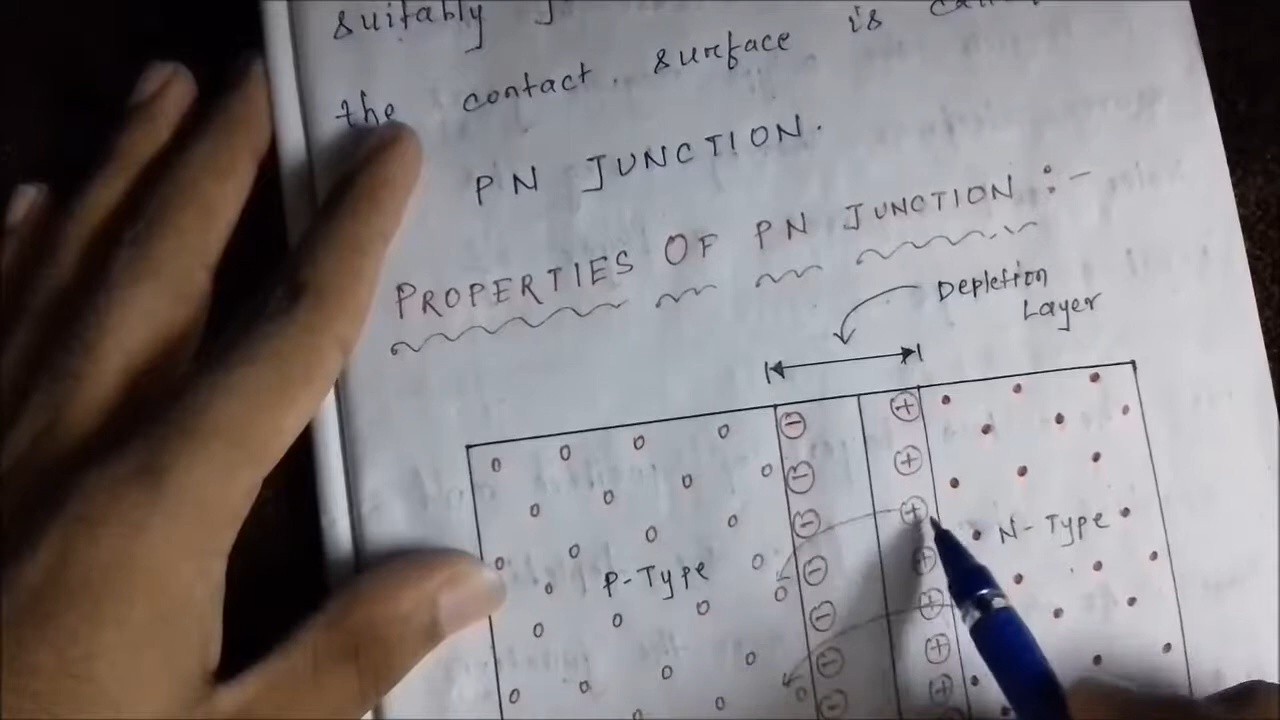 suitably
the contact surface is
PN JUNCTION.
PROPERTIES OF PN JUNCTION :-
Depletion
Layer
P-Type
N-Type